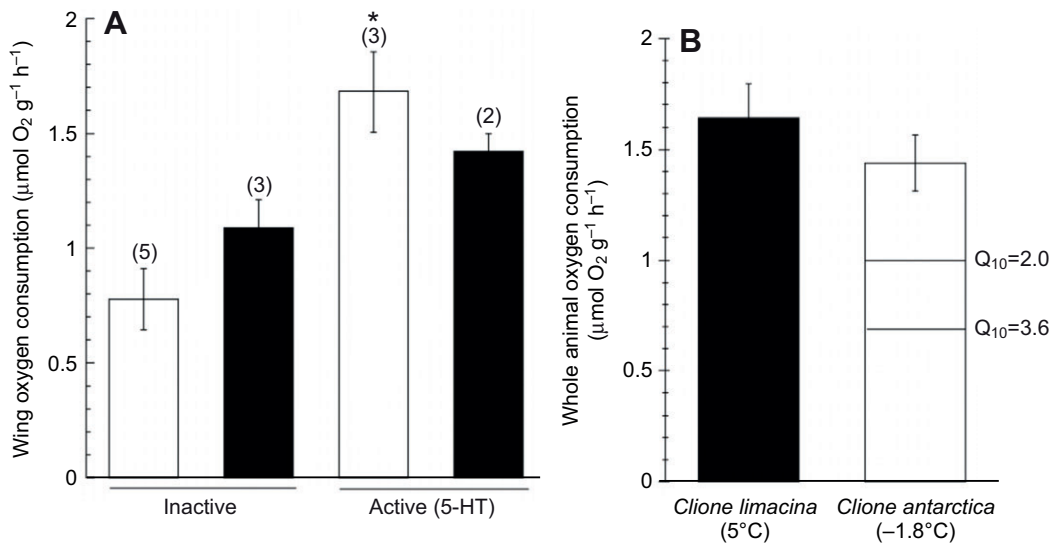 A
Wing oxygen consumption (μmol O₂ g⁻¹ h⁻¹)
2
1.5
1
0.5
0
(5)
(3)
*
(3)
(2)
Inactive
Active (5-HT)
B
Whole animal oxygen consumption
(μmol O₂ g⁻¹ h⁻¹)
2
1.5
1
0.5
0
Q₁₀=2.0
Q₁₀=3.6
Clione limacina
(5°C)
Clione antarctica
(–1.8°C)